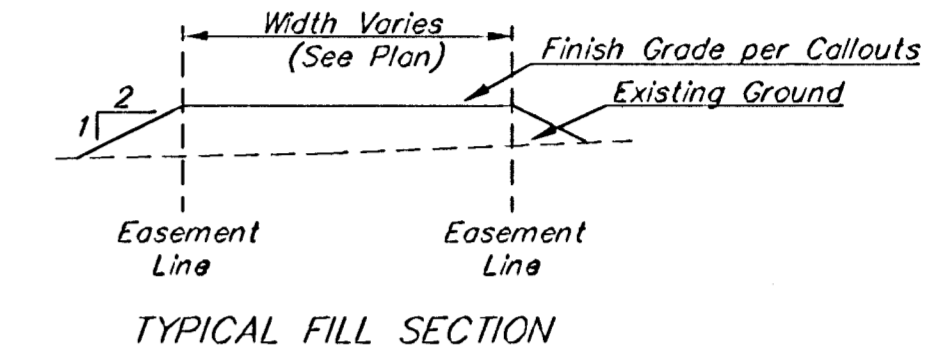 Width Varies
(See Plan)
Finish Grade per Callouts
2
1
Existing Ground
Easement
Line
Easement
Line
TYPICAL FILL SECTION